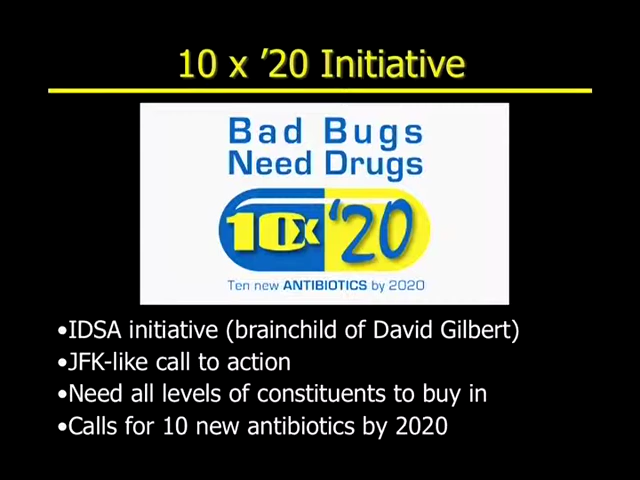 10 x ’20 Initiative
Bad Bugs
Need Drugs
10x ‘20
Ten new ANTIBIOTICS by 2020
•IDSA initiative (brainchild of David Gilbert)
•JFK-like call to action
•Need all levels of constituents to buy in
•Calls for 10 new antibiotics by 2020